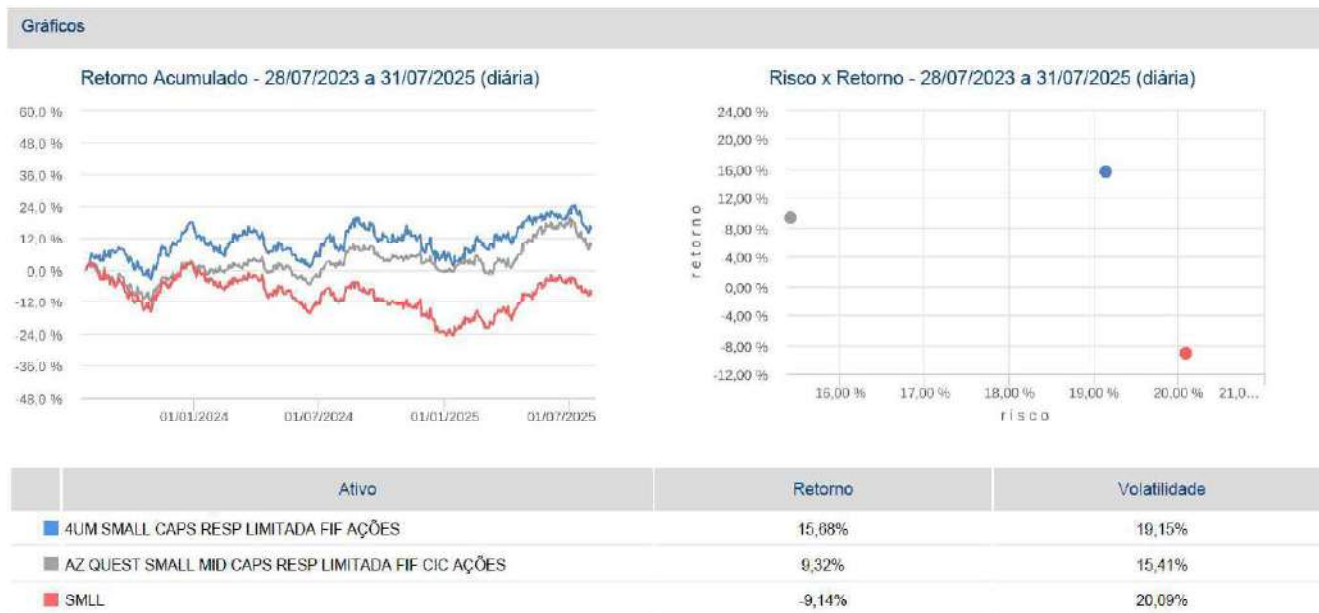 Gráficos
Retorno Acumulado - 28/07/2023 a 31/07/2025 (diária)
60,0 %
48,0 %
36,0 %
24,0 %
12,0 %
0,0 %
-12,0 %
-24,0 %
-36,0 %
-48,0 %
01/01/2024 01/07/2024 01/01/2025 01/07/2025
Risco x Retorno - 28/07/2023 a 31/07/2025 (diária)
retorno
24,00 %
20,00 %
16,00 %
12,00 %
8,00 %
4,00 %
0,00 %
-4,00 %
-8,00 %
-12,00 %
16,00 % 17,00 % 18,00 % 19,00 % 20,00 % 21,0...
risco
Ativo Retorno Volatilidade
4UM SMALL CAPS RESP LIMITADA FIF AÇÕES 15,68% 19,15%
AZ QUEST SMALL MID CAPS RESP LIMITADA FIF CIC AÇÕES 9,32% 15,41%
SMLL -9,14% 20,09%